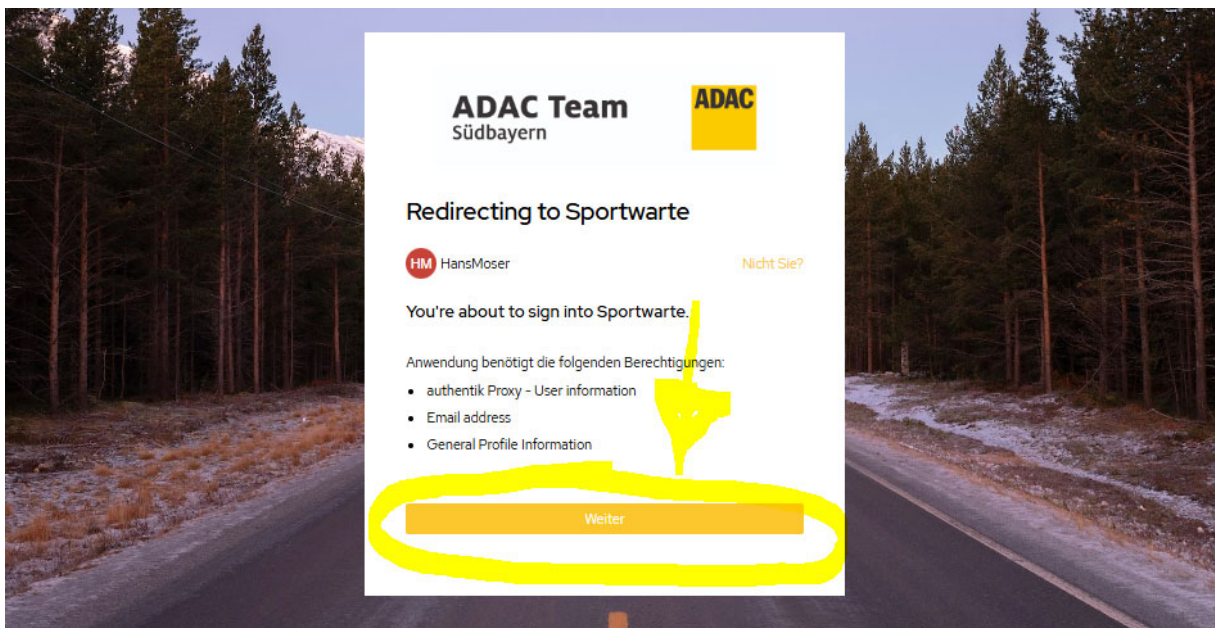 ADAC Team
Südbayern
ADAC
Redirecting to Sportwarte
HM HansMoser Nicht Sie?
You're about to sign into Sportwarte.
Anwendung benötigt die folgenden Berechtigungen:
• authentik Proxy - User information
• Email address
• General Profile Information
Weiter